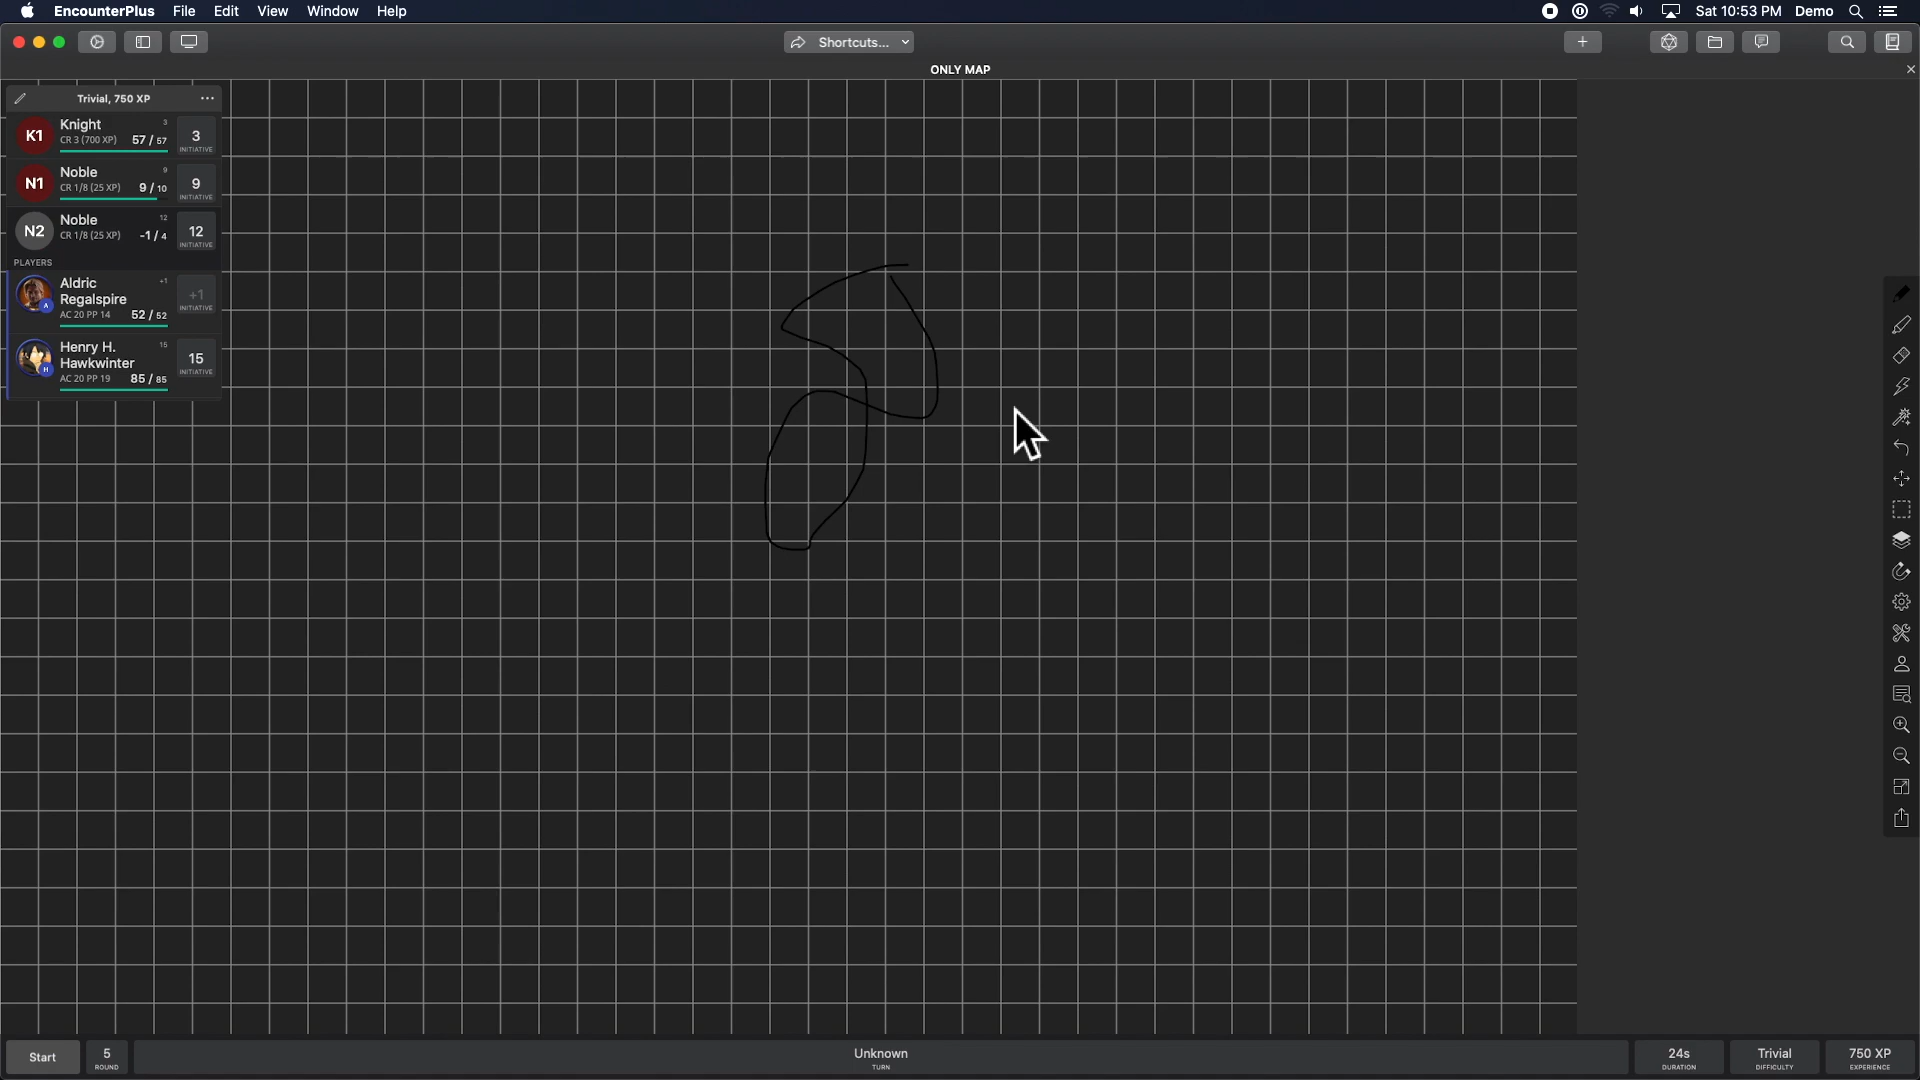 EncounterPlus File Edit View Window Help Sat 10:53 PM Demo
Shortcuts...
ONLY MAP
Trivial, 750 XP
K1 Knight 3
CR 3 (700 XP) 57 / 57 3 INITIATIVE
N1 Noble 9
CR 1/8 (25 XP) 9 / 10 9 INITIATIVE
N2 Noble 12
CR 1/8 (25 XP) -1 / 4 12 INITIATIVE
PLAYERS
Aldric +1
Regalspire +1 INITIATIVE
A AC 20 PP 14 52 / 52
Henry H. 15
Hawkwinter 15 INITIATIVE
H AC 20 PP 19 85 / 85
Start 5 Unknown 24s Trivial 750 XP
ROUND TURN DURATION DIFFICULTY EXPERIENCE